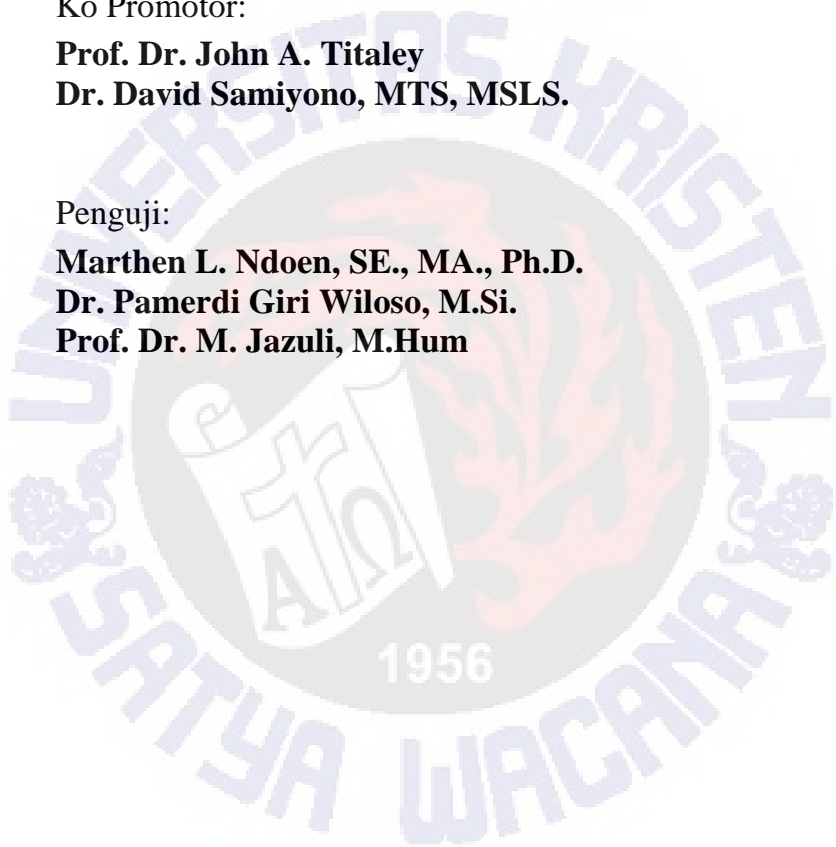 Ko Promotor:
Prof. Dr. John A. Titaley
Dr. David Samiyono, MTS, MSLS.
Penguji:
Marthen L. Ndoen, SE., MA., Ph.D.
Dr. Pamerdi Giri Wiloso, M.Si.
Prof. Dr. M. Jazuli, M.Hum
UNIVERSITAS KRISTEN
SATYA WACANA
Α Ω
1956